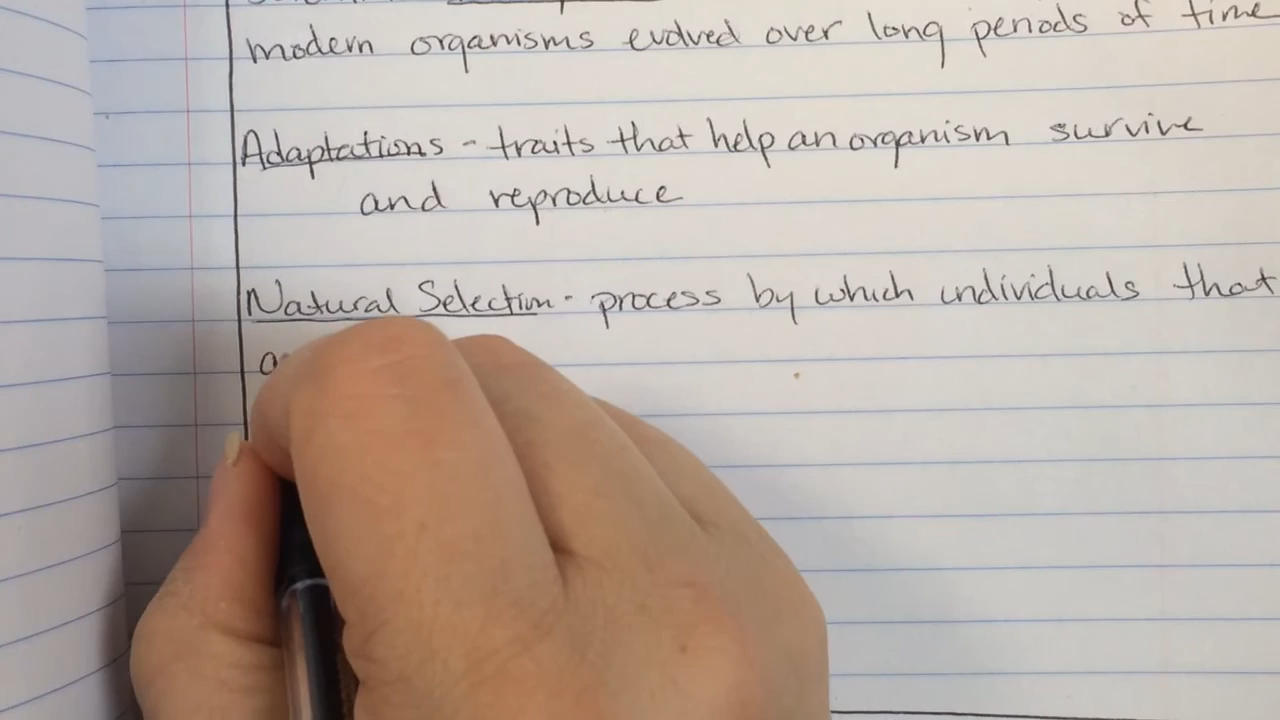 modern organisms evolved over long periods of time
Adaptations - traits that help an organism survive
and reproduce
Natural Selection - process by which individuals that